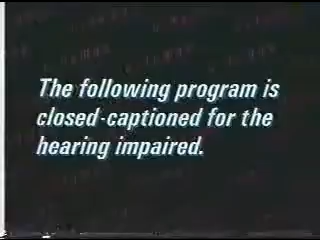 The following program is
closed-captioned for the
hearing impaired.